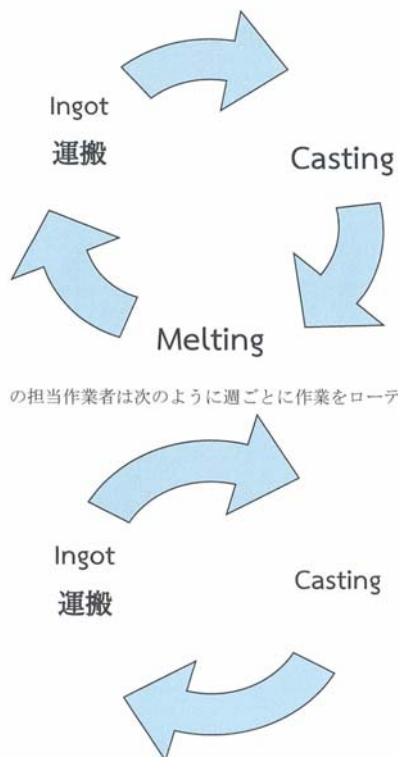 Ingot
運搬
Casting
Melting
の担当作業者は次のように週ごとに作業をローテ
Ingot
運搬
Casting